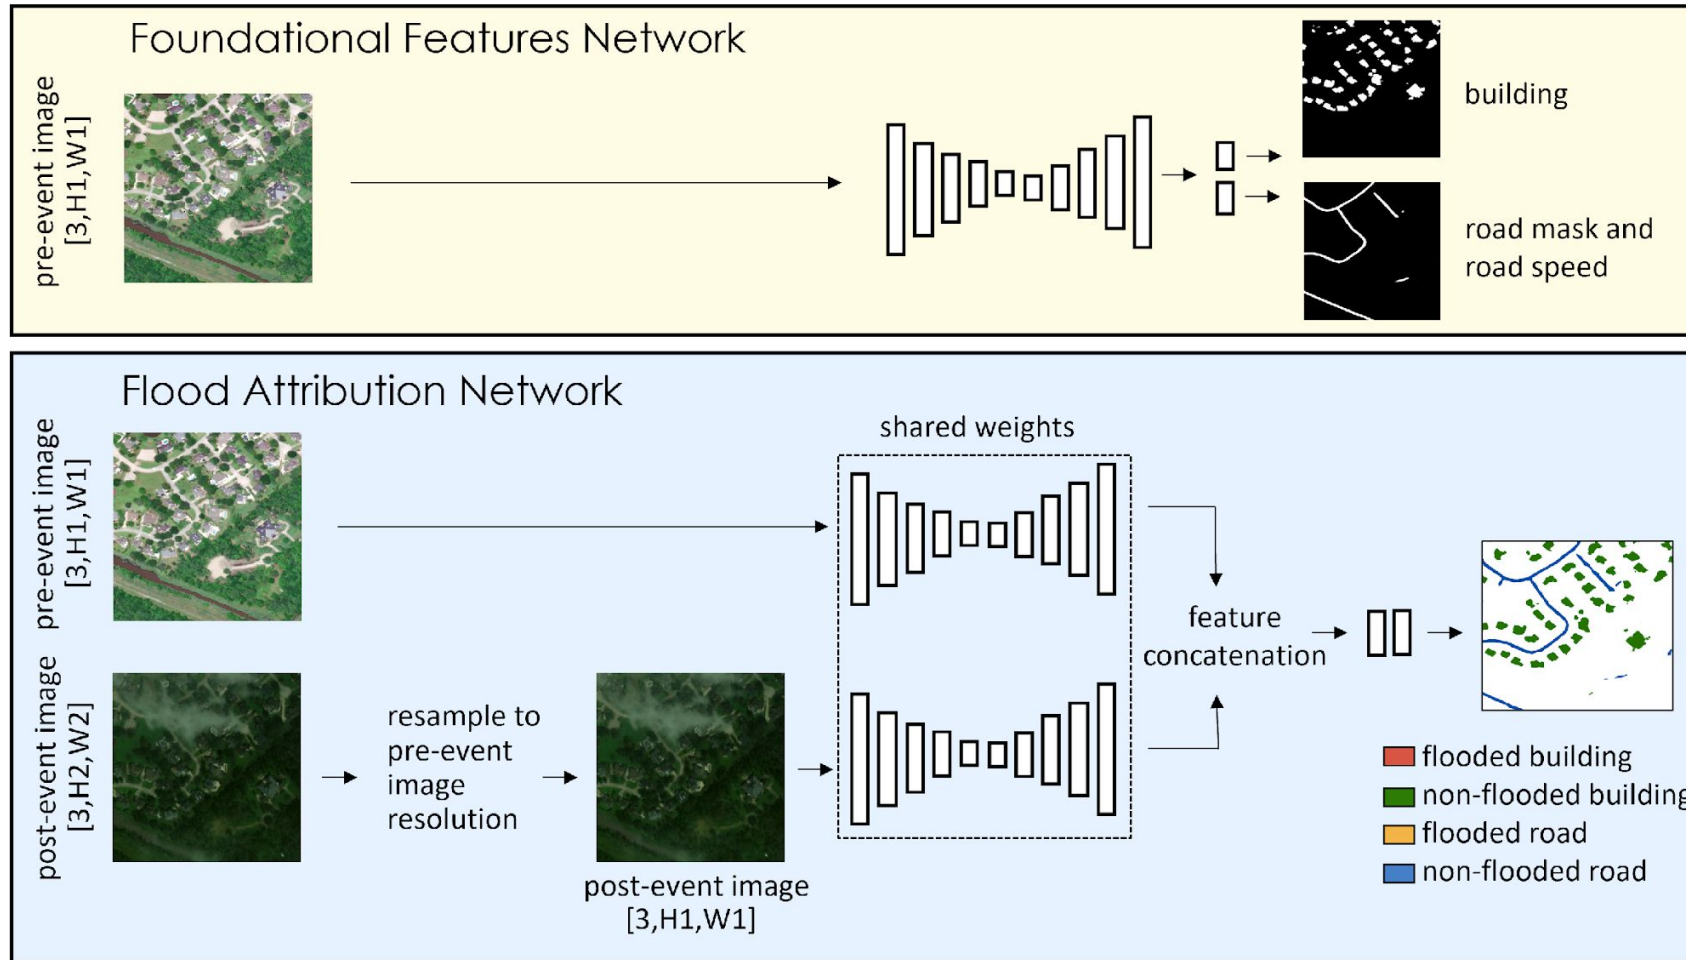 Foundational Features Network
pre-event image
[3,H1,W1]
building
road mask and
road speed
Flood Attribution Network
pre-event image
[3,H1,W1]
shared weights
feature
concatenation
post-event image
[3,H2,W2]
resample to
pre-event
image
resolution
post-event image
[3,H1,W1]
flooded building
non-flooded building
flooded road
non-flooded road